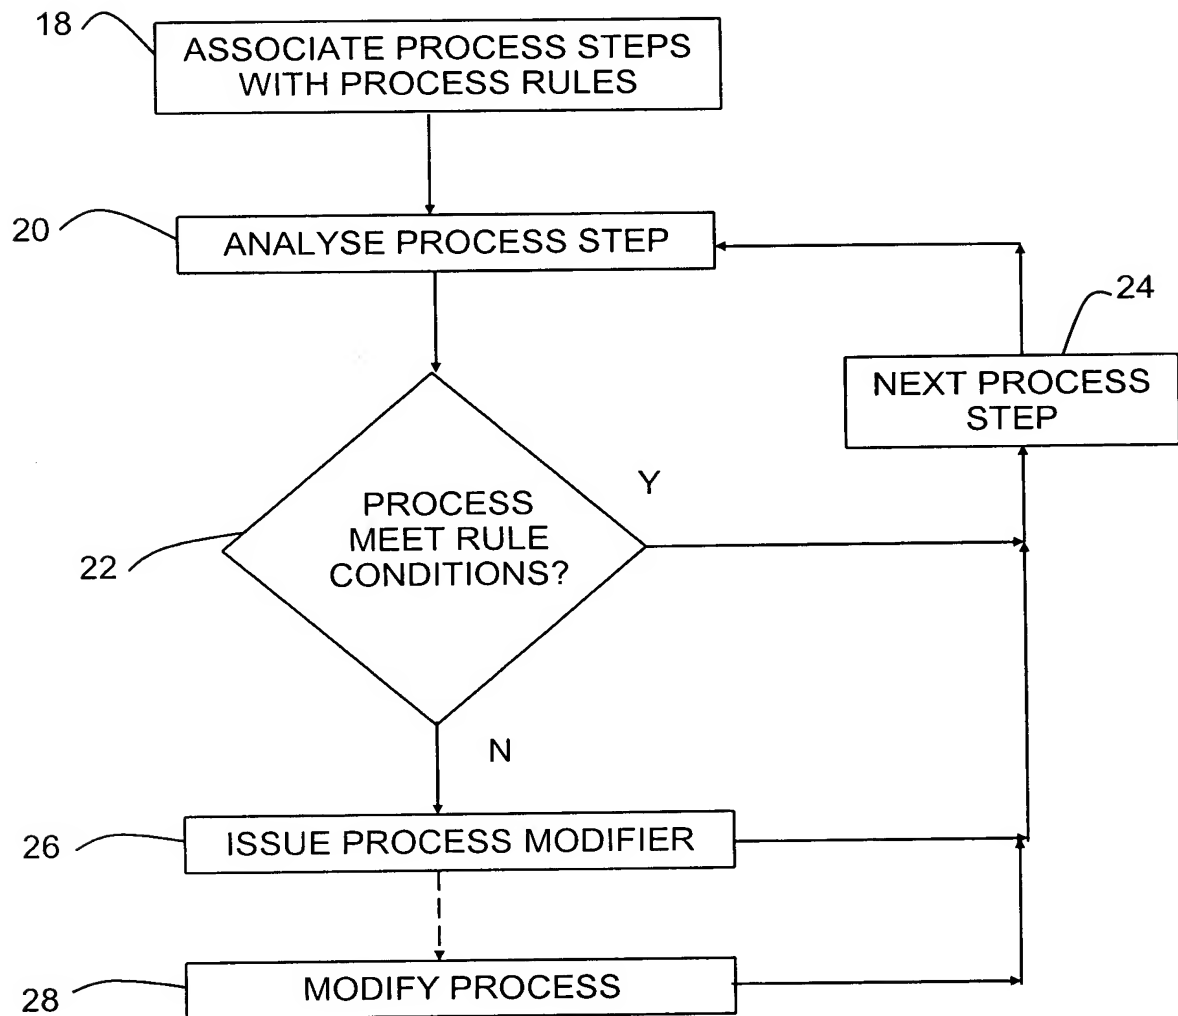 18
ASSOCIATE PROCESS STEPS
WITH PROCESS RULES
20
ANALYSE PROCESS STEP
24
NEXT PROCESS
STEP
Y
PROCESS
MEET RULE
CONDITIONS?
22
N
26
ISSUE PROCESS MODIFIER
28
MODIFY PROCESS